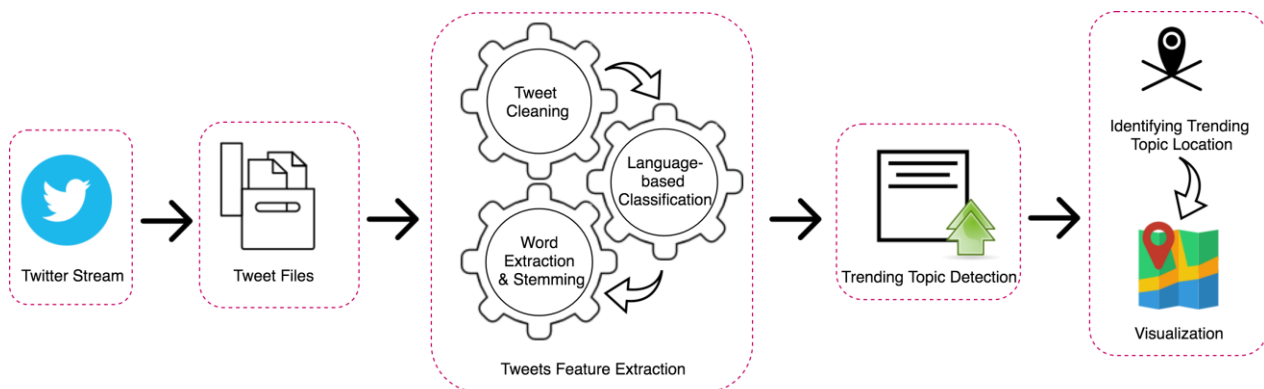 Twitter Stream
Tweet Files
Tweet
Cleaning
Language-
based
Classification
Word
Extraction
& Stemming
Tweets Feature Extraction
Trending Topic Detection
Identifying Trending
Topic Location
Visualization